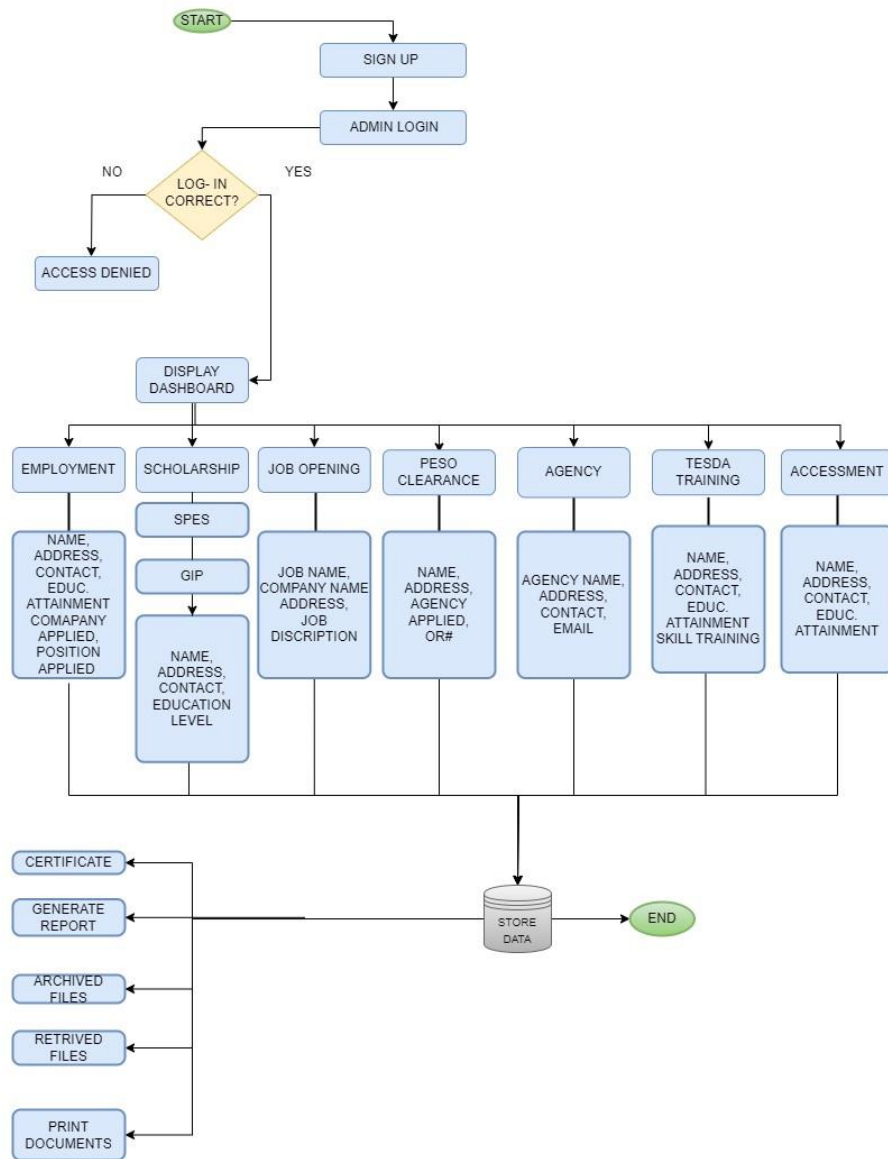 START
SIGN UP
ADMIN LOGIN
NO
YES
LOG- IN
CORRECT?
ACCESS DENIED
DISPLAY
DASHBOARD
EMPLOYMENT
SCHOLARSHIP
JOB OPENING
PESO
CLEARANCE
AGENCY
TESDA
TRAINING
ACCESSMENT
SPES
GIP
NAME,
ADDRESS,
CONTACT,
EDUC.
ATTAINMENT
COMAPANY
APPLIED,
POSITION
APPLIED
NAME,
ADDRESS,
CONTACT,
EDUCATION
LEVEL
JOB NAME,
COMPANY NAME
ADDRESS,
JOB
DISCRIPTION
NAME,
ADDRESS,
AGENCY
APPLIED,
OR#
AGENCY NAME,
ADDRESS,
CONTACT,
EMAIL
NAME,
ADDRESS,
CONTACT,
EDUC.
ATTAINMENT
SKILL TRAINING
NAME,
ADDRESS,
CONTACT,
EDUC.
ATTAINMENT
CERTIFICATE
GENERATE
REPORT
ARCHIVED
FILES
RETRIVED
FILES
PRINT
DOCUMENTS
STORE
DATA
END